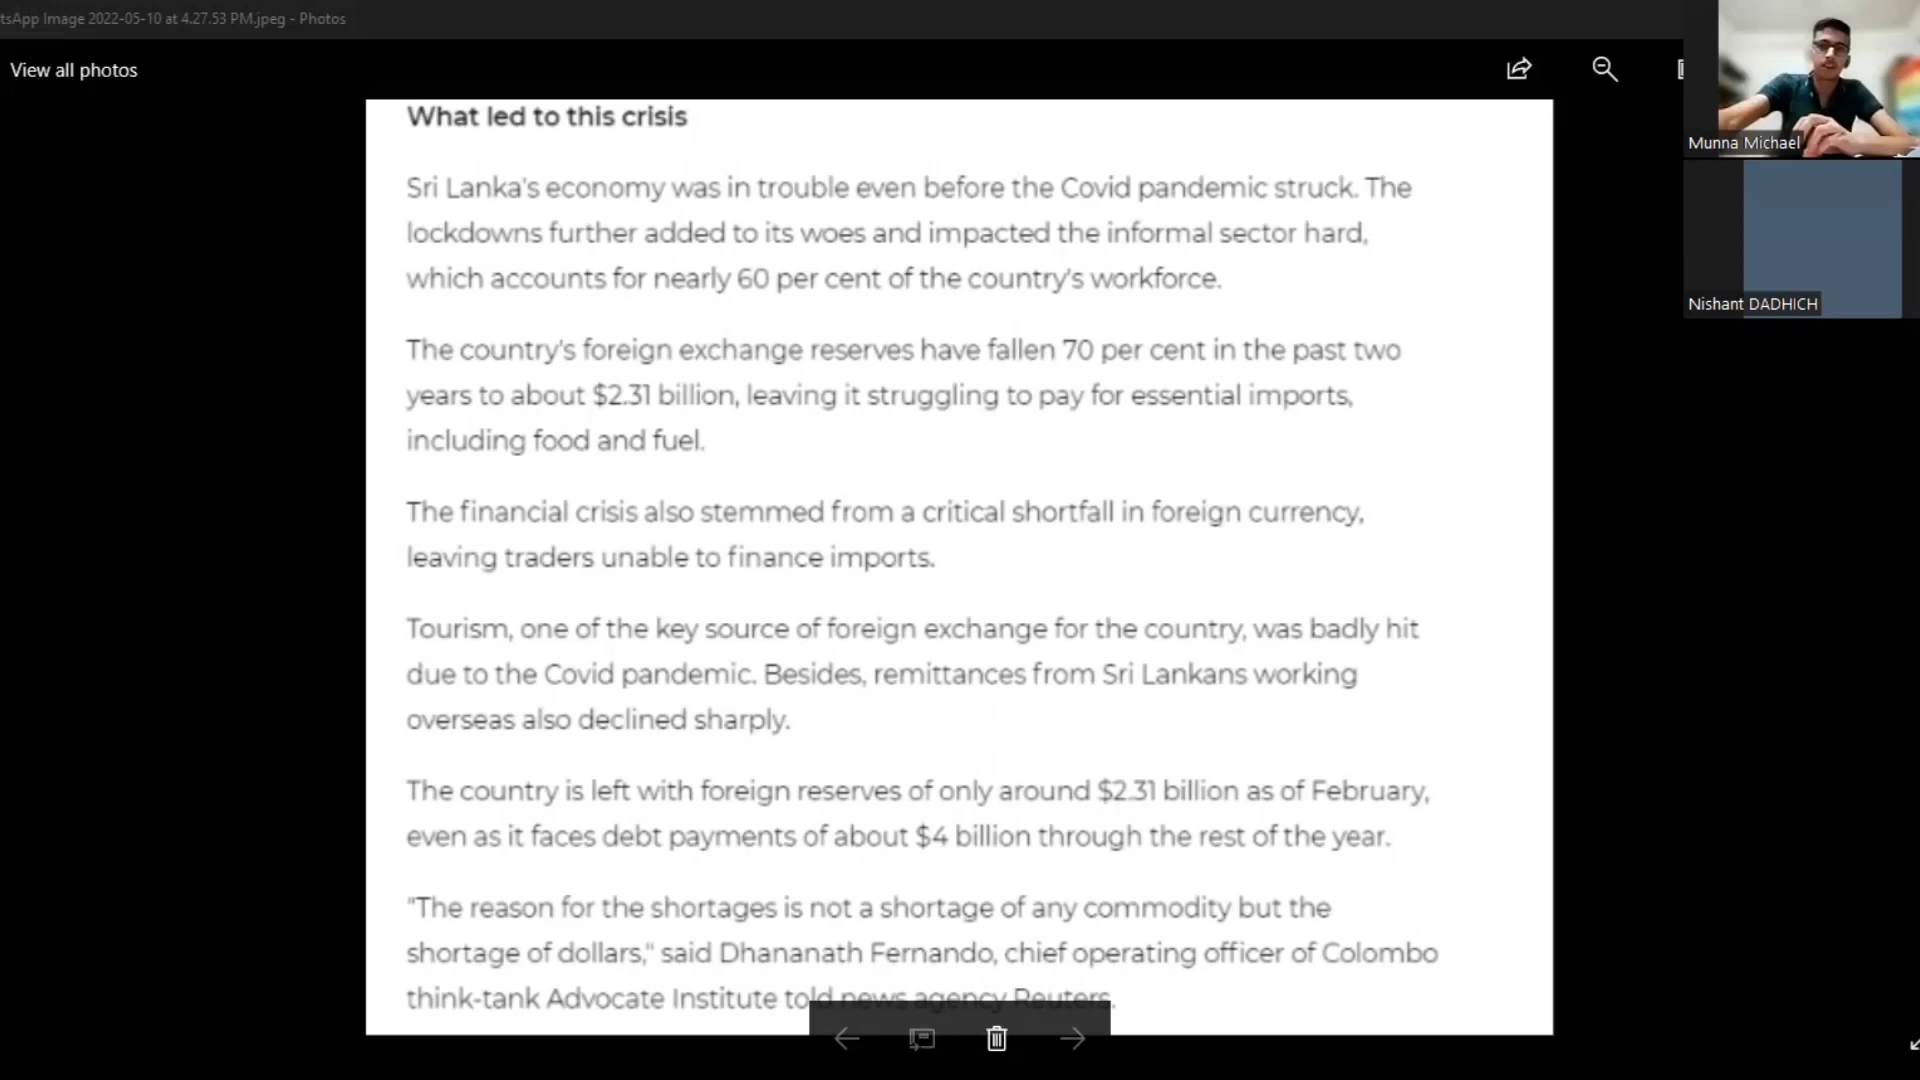 tsApp Image 2022-05-10 at 4.27.53 PM.jpeg - Photos
View all photos
Munna Michael
Nishant DADHICH
What led to this crisis
Sri Lanka's economy was in trouble even before the Covid pandemic struck. The
lockdowns further added to its woes and impacted the informal sector hard,
which accounts for nearly 60 per cent of the country's workforce.
The country's foreign exchange reserves have fallen 70 per cent in the past two
years to about $2.31 billion, leaving it struggling to pay for essential imports,
including food and fuel.
The financial crisis also stemmed from a critical shortfall in foreign currency,
leaving traders unable to finance imports.
Tourism, one of the key source of foreign exchange for the country, was badly hit
due to the Covid pandemic. Besides, remittances from Sri Lankans working
overseas also declined sharply.
The country is left with foreign reserves of only around $2.31 billion as of February,
even as it faces debt payments of about $4 billion through the rest of the year.
"The reason for the shortages is not a shortage of any commodity but the
shortage of dollars," said Dhananath Fernando, chief operating officer of Colombo
think-tank Advocate Institute told news agency Reuters.